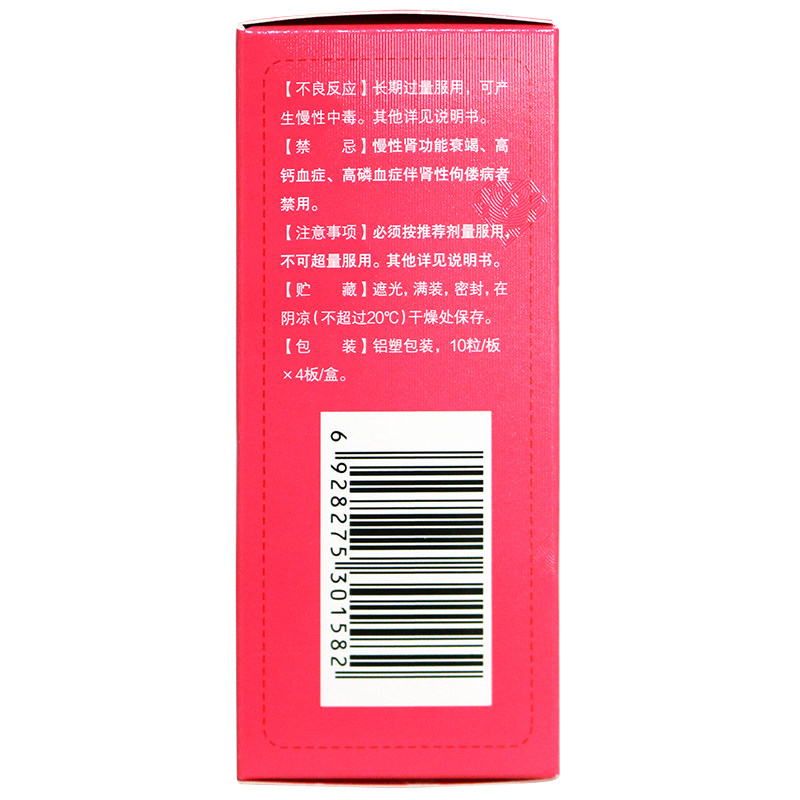 【不良反应】长期过量服用，可产
生慢性中毒。其他详见说明书。
【禁　忌】慢性肾功能衰竭、高
钙血症、高磷血症伴肾性佝偻病者
禁用。
【注意事项】必须按推荐剂量服用，
不可超量服用。其他详见说明书。
【贮　藏】遮光，满装，密封，在
阴凉（不超过20℃）干燥处保存。
【包　装】铝塑包装，10粒/板
×4板/盒。
6 928275 301582